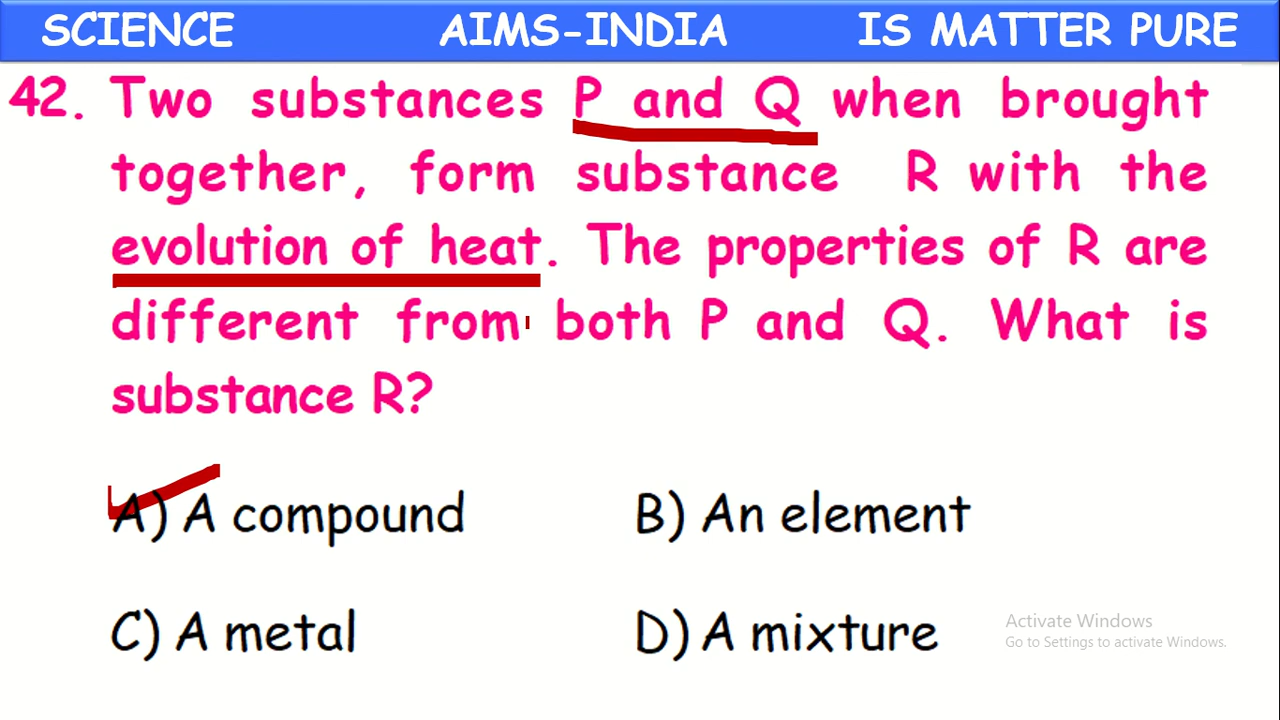 SCIENCE AIMS-INDIA IS MATTER PURE
42. Two substances P and Q when brought
together, form substance R with the
evolution of heat. The properties of R are
different from both P and Q. What is
substance R?
A) A compound B) An element
C) A metal D) A mixture
Activate Windows
Go to Settings to activate Windows.